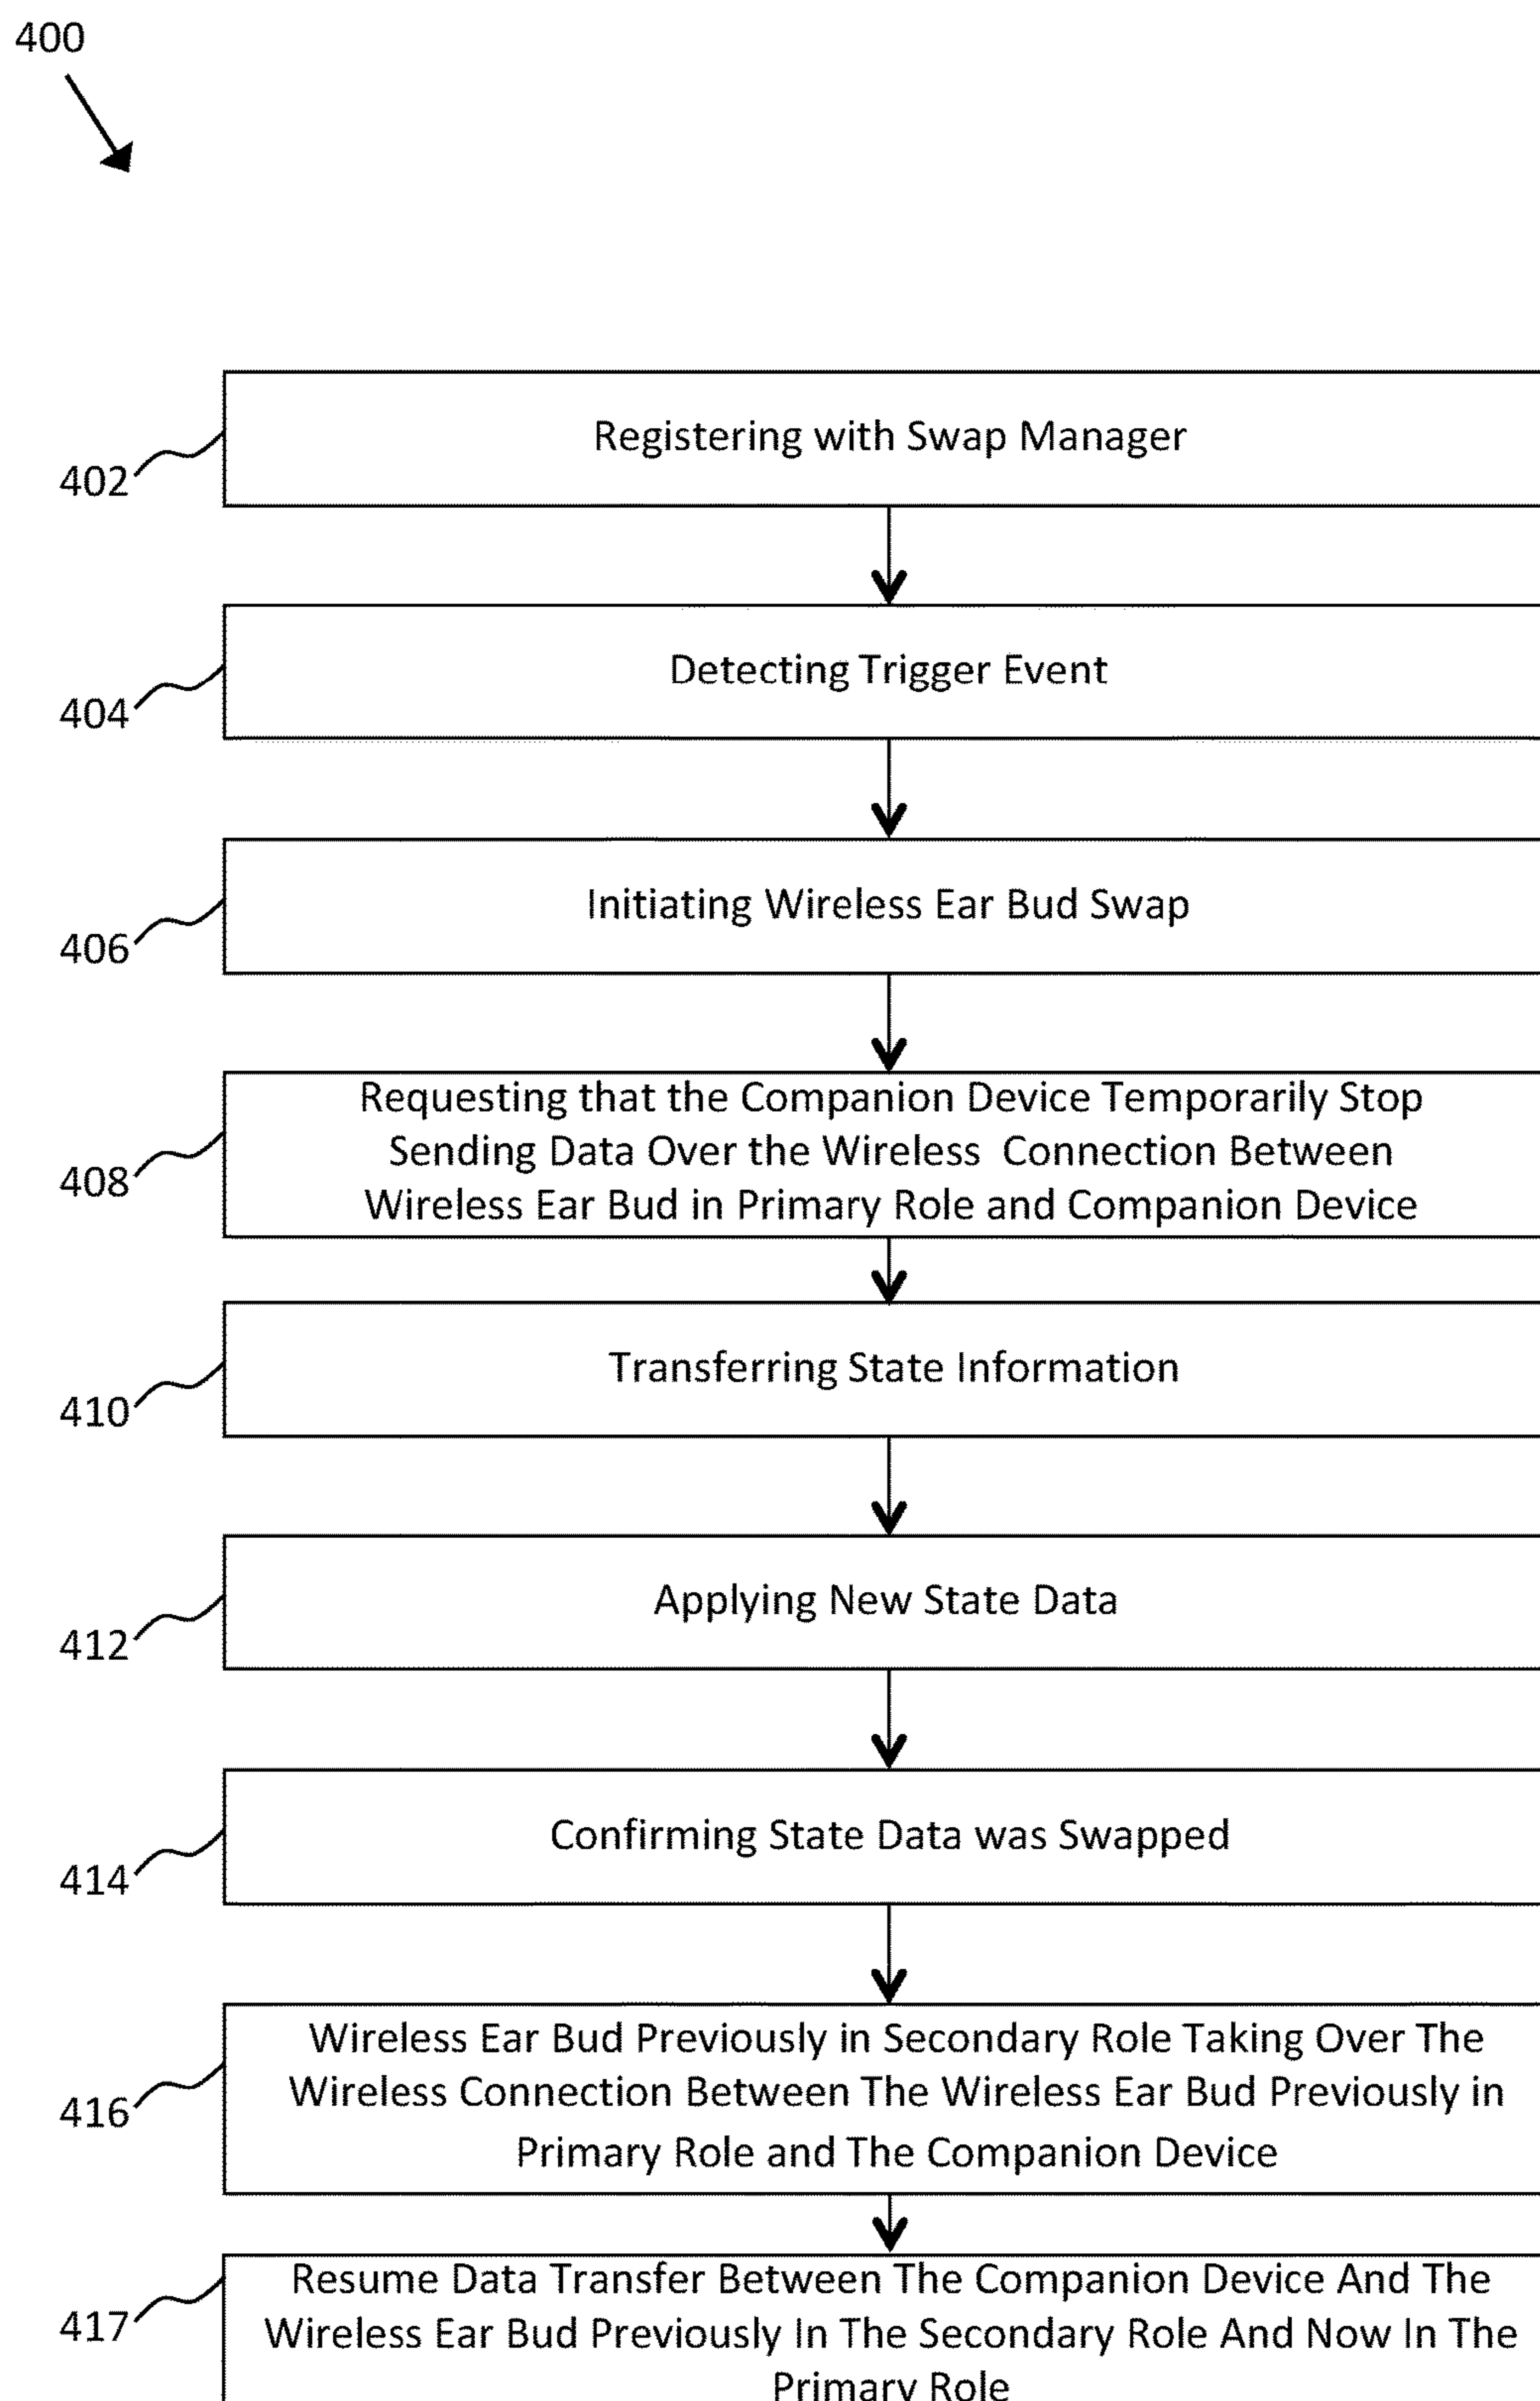 400
Registering with Swap Manager
402
Detecting Trigger Event
404
Initiating Wireless Ear Bud Swap
406
Requesting that the Companion Device Temporarily Stop
Sending Data Over the Wireless Connection Between
Wireless Ear Bud in Primary Role and Companion Device
408
Transferring State Information
410
Applying New State Data
412
Confirming State Data was Swapped
414
Wireless Ear Bud Previously in Secondary Role Taking Over The
Wireless Connection Between The Wireless Ear Bud Previously in
Primary Role and The Companion Device
416
Resume Data Transfer Between The Companion Device And The
Wireless Ear Bud Previously In The Secondary Role And Now In The
Primary Role
417